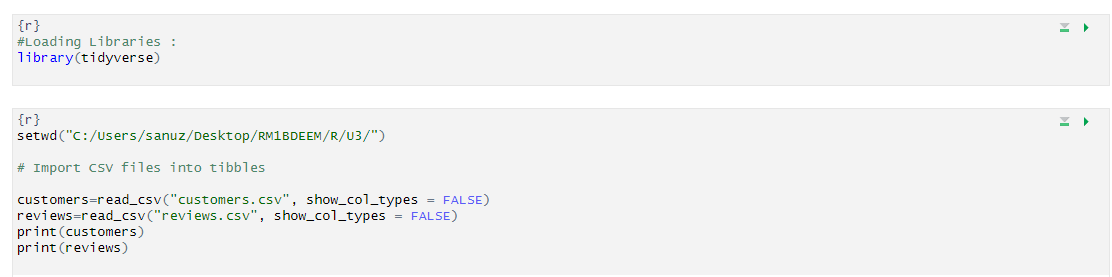 {r}
#Loading Libraries :
library(tidyverse)
{r}
setwd("C:/Users/sanuz/Desktop/RM1BDEEM/R/U3/")
# Import CSV files into tibbles
customers=read_csv("customers.csv", show_col_types = FALSE)
reviews=read_csv("reviews.csv", show_col_types = FALSE)
print(customers)
print(reviews)